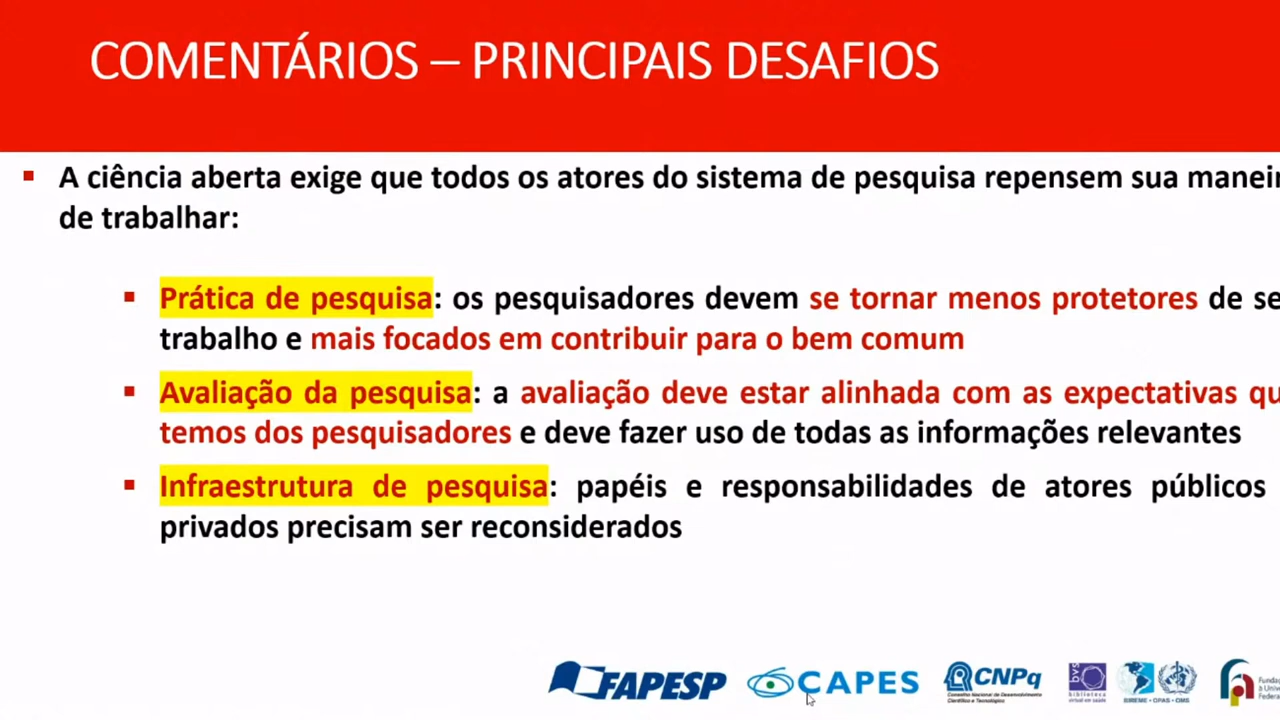 COMENTÁRIOS – PRINCIPAIS DESAFIOS
▪ A ciência aberta exige que todos os atores do sistema de pesquisa repensem sua maneir
de trabalhar:
▪ Prática de pesquisa: os pesquisadores devem se tornar menos protetores de se
trabalho e mais focados em contribuir para o bem comum
▪ Avaliação da pesquisa: a avaliação deve estar alinhada com as expectativas qu
temos dos pesquisadores e deve fazer uso de todas as informações relevantes
▪ Infraestrutura de pesquisa: papéis e responsabilidades de atores públicos
privados precisam ser reconsiderados
FAPESP
CAPES
CNPq
Conselho Nacional de Desenvolvimento
Científico e Tecnológico
bvs
biblioteca
virtual em saúde
BIREME • OPAS • OMS
Fundaç
à Unive
Federa